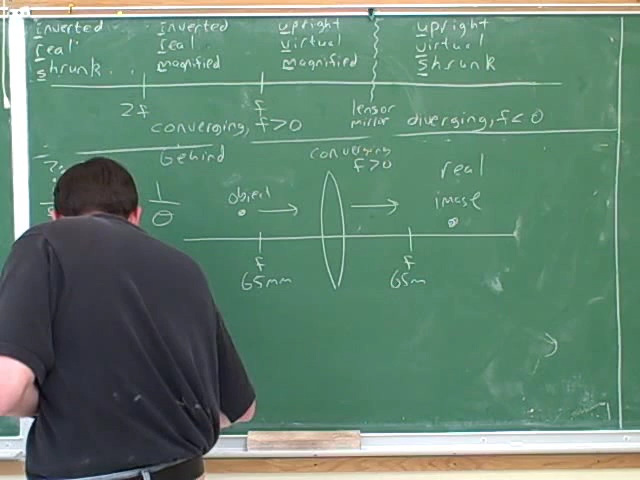 inverted inverted upright upright
real real virtual virtual
shrunk magnified magnified shrunk
2f f lens or
mirror
converging, f>0 diverging, f<0
behind converging
f>0
real
1
θ
object image
f f
65mm 65m